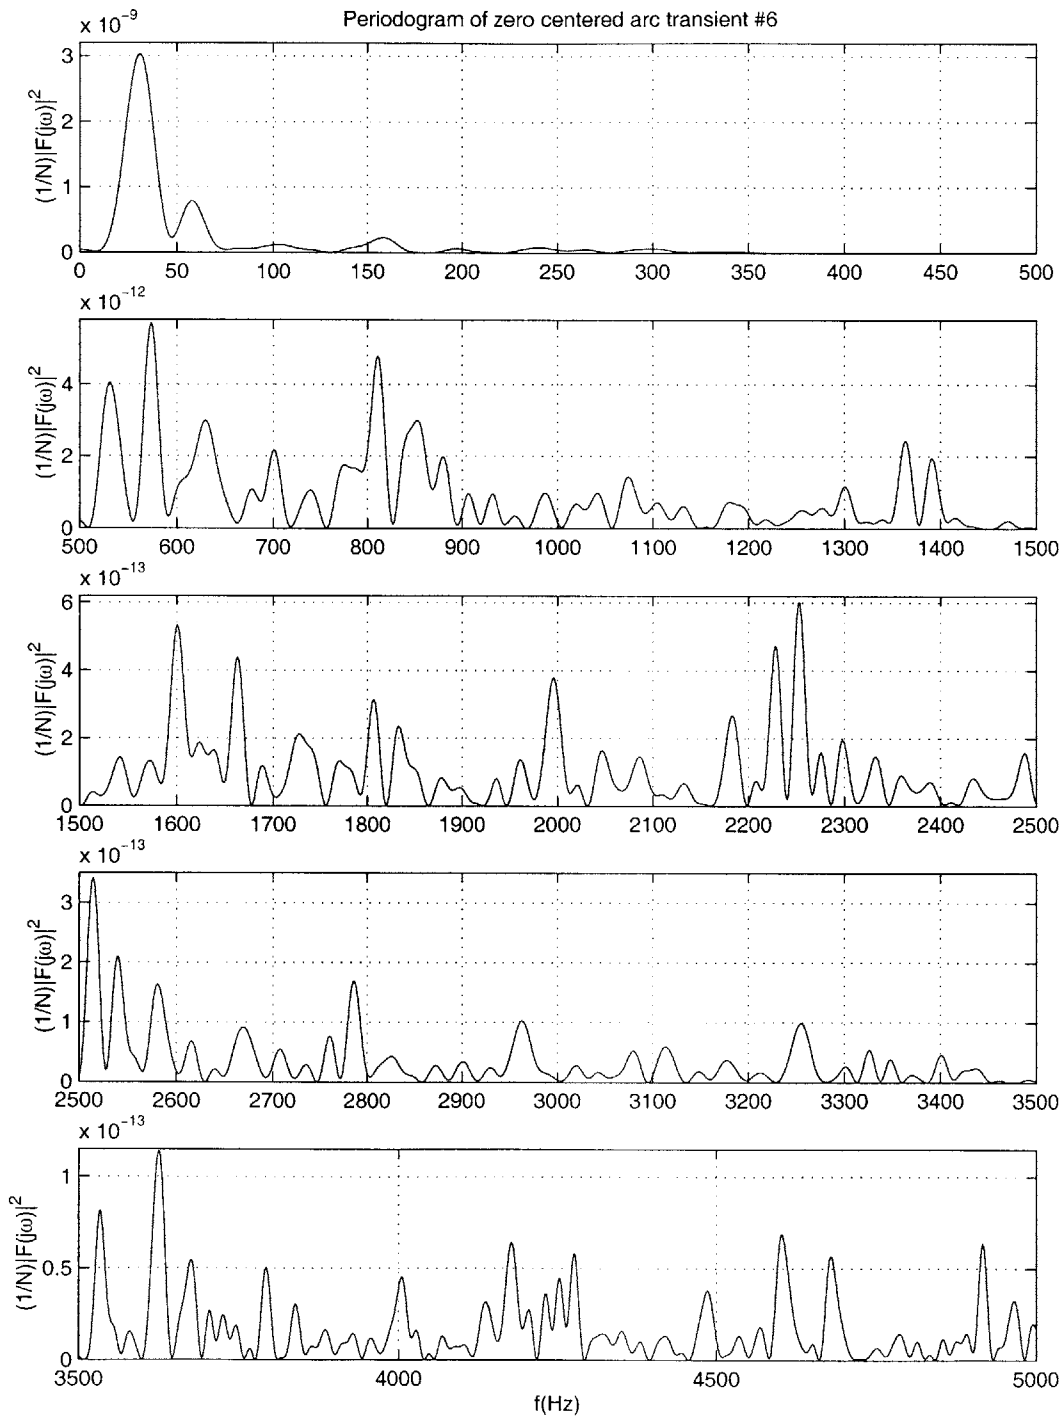 Periodogram of zero centered arc transient #6
x 10^−9
(1/N)|F(jω)|^2
3
2
1
0
0 50 100 150 200 250 300 350 400 450 500
x 10^−12
(1/N)|F(jω)|^2
4
2
0
500 600 700 800 900 1000 1100 1200 1300 1400 1500
x 10^−13
(1/N)|F(jω)|^2
6
4
2
0
1500 1600 1700 1800 1900 2000 2100 2200 2300 2400 2500
x 10^−13
(1/N)|F(jω)|^2
3
2
1
0
2500 2600 2700 2800 2900 3000 3100 3200 3300 3400 3500
x 10^−13
(1/N)|F(jω)|^2
1
0.5
0
3500 4000 4500 5000
f(Hz)